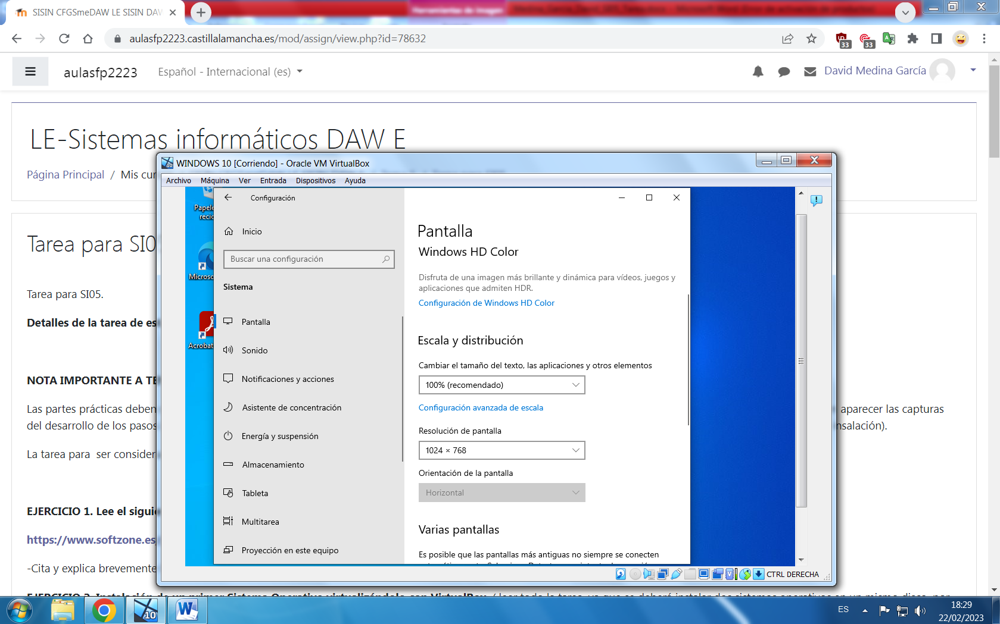 SISIN CFGSmeDAW LE SISIN DAW
Herramientas de imagen
aulasfp2223.castillalamancha.es/mod/assign/view.php?id=78632
33
33
aulasfp2223
Español - Internacional (es)
David Medina García
LE-Sistemas informáticos DAW E
Página Principal / Mis cur
Tarea para SI0
Tarea para SI05.
Detalles de la tarea de es
NOTA IMPORTANTE A TE
Las partes prácticas deben
aparecer las capturas
del desarrollo de los pasos
nsalación).
La tarea para ser consider
EJERCICIO 1. Lee el siguie
https://www.softzone.es
-Cita y explica brevemente
WINDOWS 10 [Corriendo] - Oracle VM VirtualBox
Archivo Máquina Ver Entrada Dispositivos Ayuda
Papele
recic
Microso
Acrobat
Configuración
Inicio
Buscar una configuración
Sistema
Pantalla
Sonido
Notificaciones y acciones
Asistente de concentración
Energía y suspensión
Almacenamiento
Tableta
Multitarea
Proyección en este equipo
Pantalla
Windows HD Color
Disfruta de una imagen más brillante y dinámica para vídeos, juegos y
aplicaciones que admiten HDR.
Configuración de Windows HD Color
Escala y distribución
Cambiar el tamaño del texto, las aplicaciones y otros elementos
100% (recomendado)
Configuración avanzada de escala
Resolución de pantalla
1024 × 768
Orientación de la pantalla
Horizontal
Varias pantallas
Es posible que las pantallas más antiguas no siempre se conecten
CTRL DERECHA
10
ES
18:29
22/02/2023